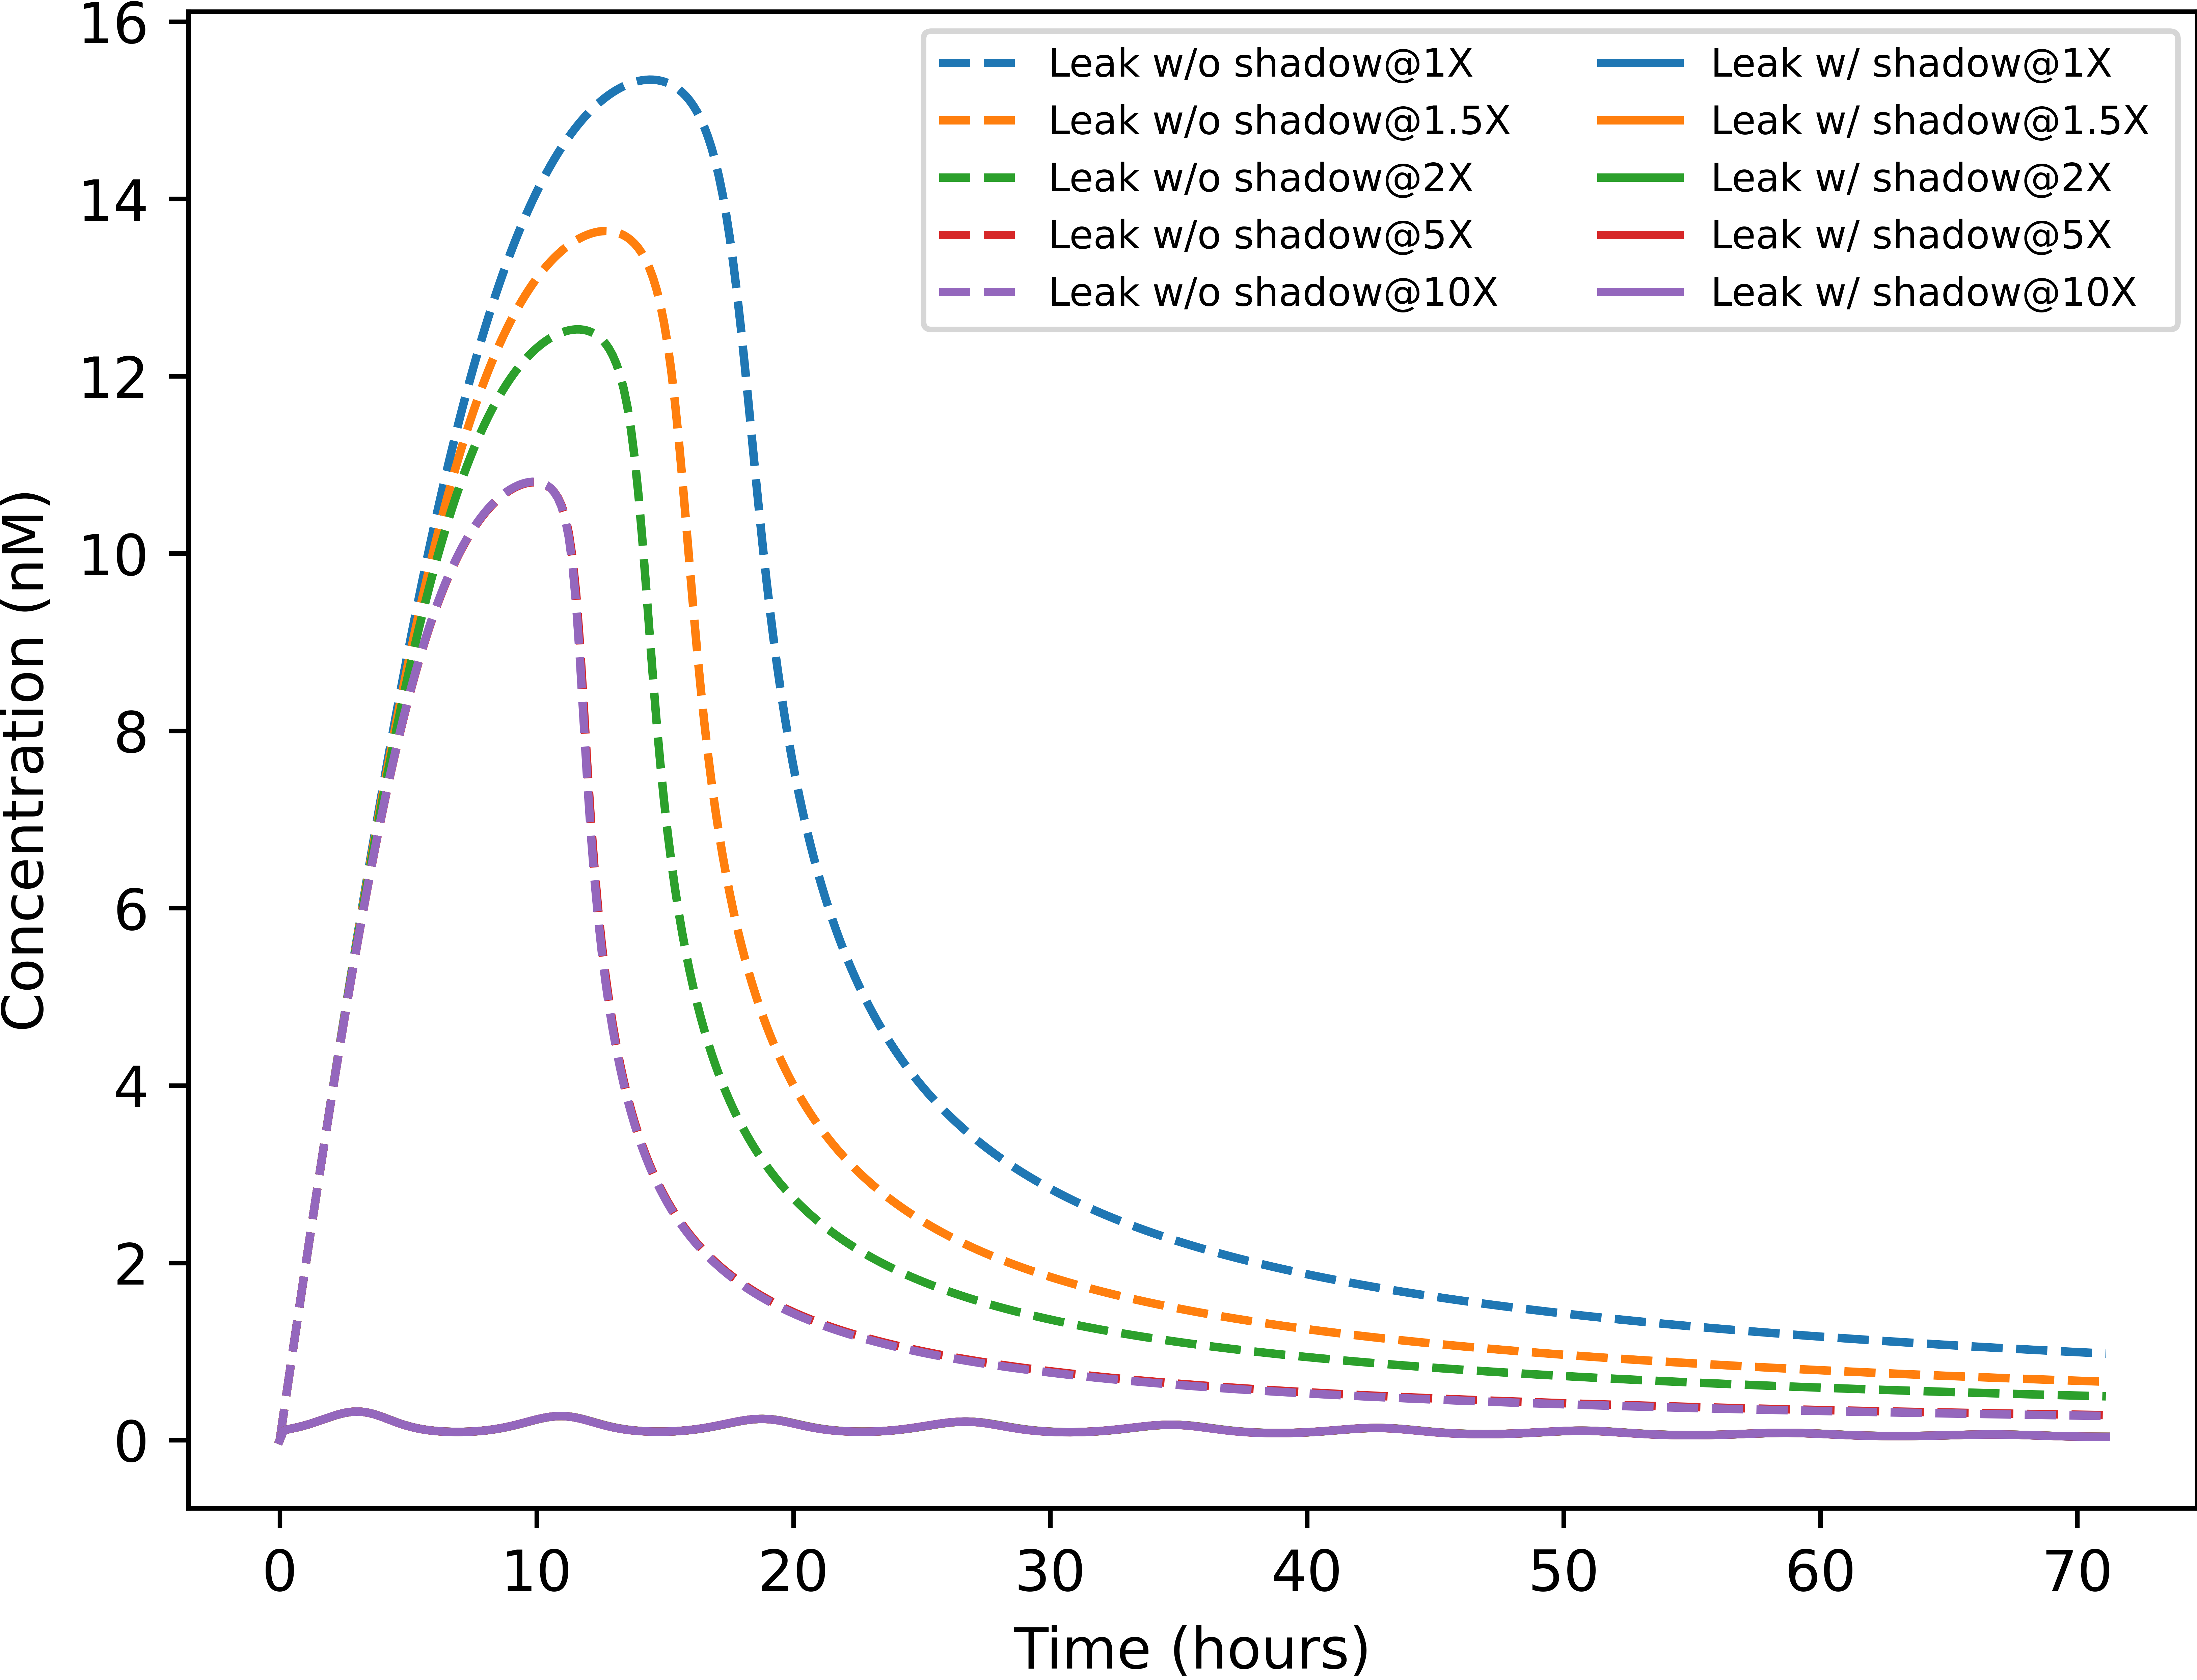 16
14
12
10
8
6
4
2
0
Concentration (nM)
Leak w/o shadow@1X
Leak w/o shadow@1.5X
Leak w/o shadow@2X
Leak w/o shadow@5X
Leak w/o shadow@10X
Leak w/ shadow@1X
Leak w/ shadow@1.5X
Leak w/ shadow@2X
Leak w/ shadow@5X
Leak w/ shadow@10X
0 10 20 30 40 50 60 70
Time (hours)